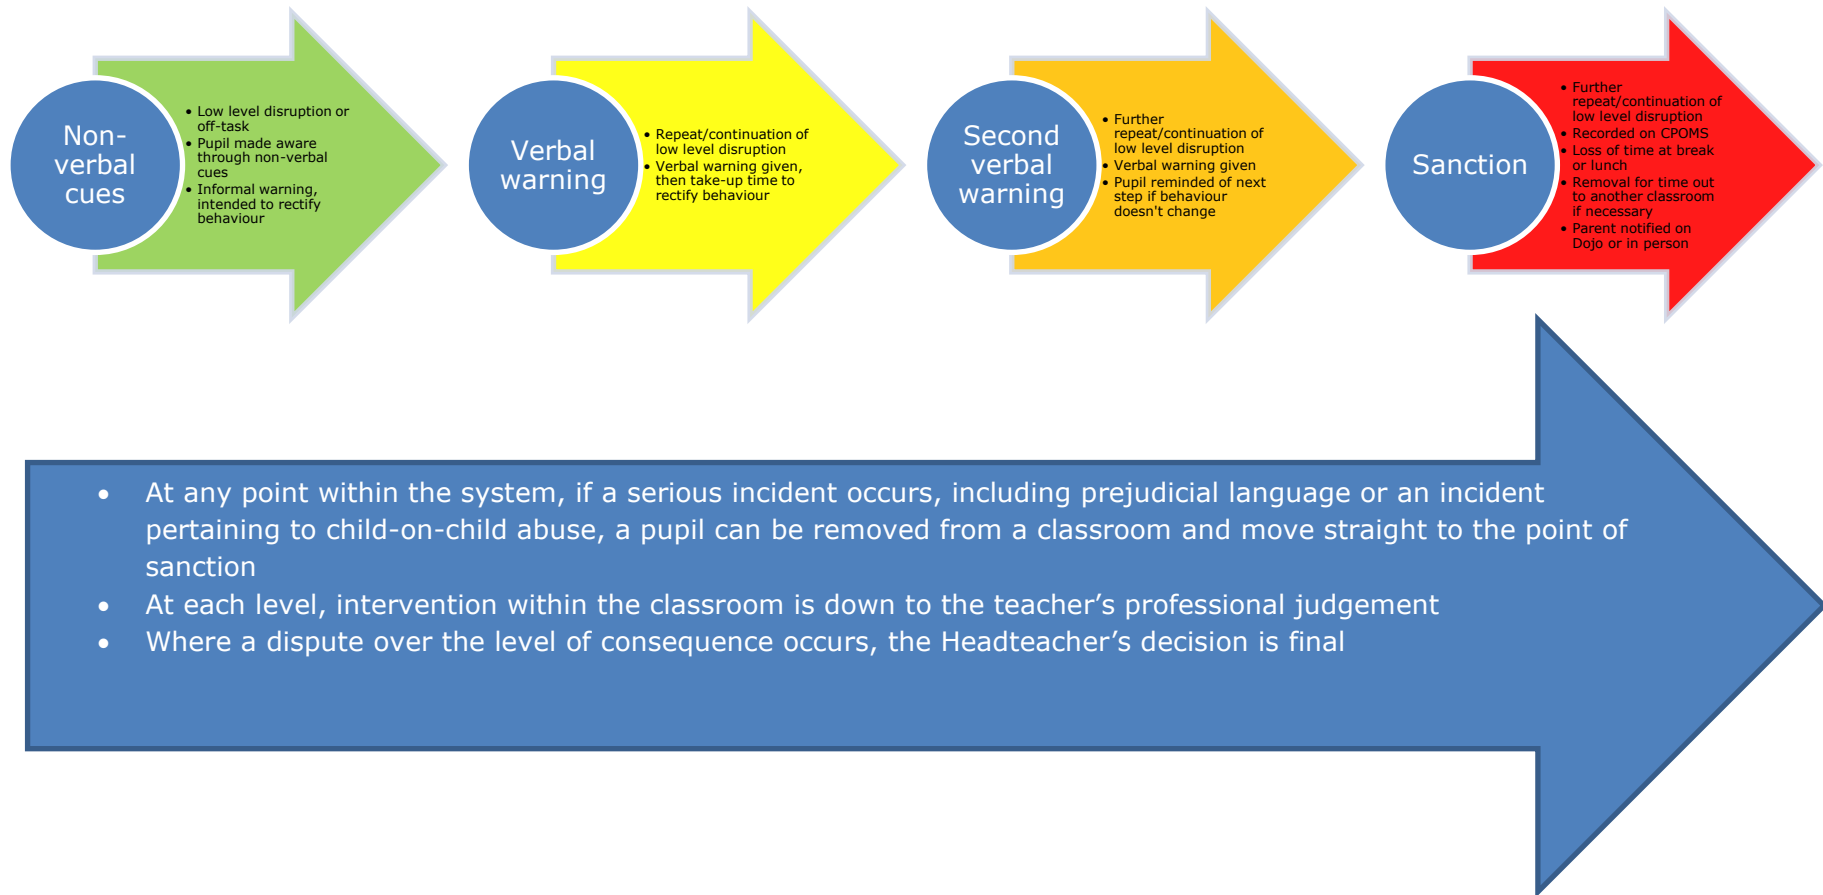 Non-
verbal
cues
• Low level disruption or
off-task
• Pupil made aware
through non-verbal
cues
• Informal warning,
intended to rectify
behaviour
Verbal
warning
• Repeat/continuation of
low level disruption
• Verbal warning given,
then take-up time to
rectify behaviour
Second
verbal
warning
• Further
repeat/continuation of
low level disruption
• Verbal warning given
• Pupil reminded of next
step if behaviour
doesn't change
Sanction
• Further
repeat/continuation of
low level disruption
• Recorded on CPOMS
• Loss of time at break
or lunch
• Removal for time out
to another classroom
if necessary
• Parent notified on
Dojo or in person
• At any point within the system, if a serious incident occurs, including prejudicial language or an incident
pertaining to child-on-child abuse, a pupil can be removed from a classroom and move straight to the point of
sanction
• At each level, intervention within the classroom is down to the teacher’s professional judgement
• Where a dispute over the level of consequence occurs, the Headteacher’s decision is final